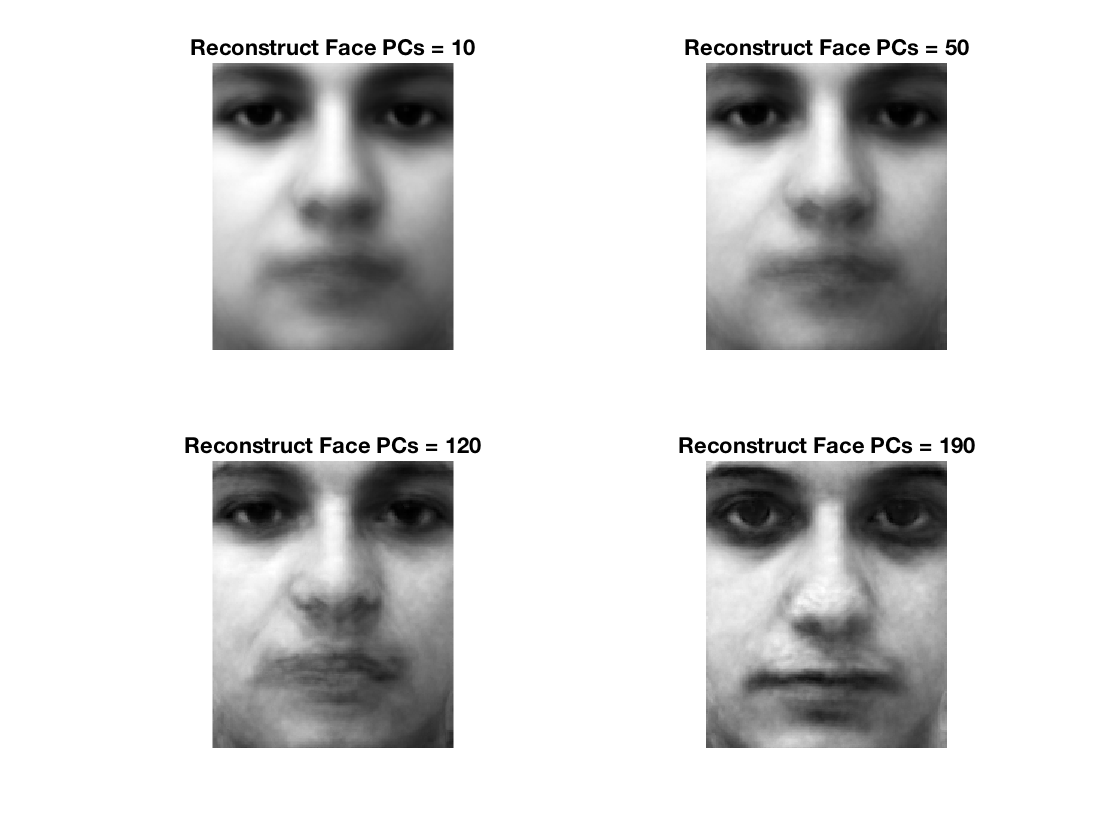 Reconstruct Face PCs = 10
Reconstruct Face PCs = 50
Reconstruct Face PCs = 120
Reconstruct Face PCs = 190